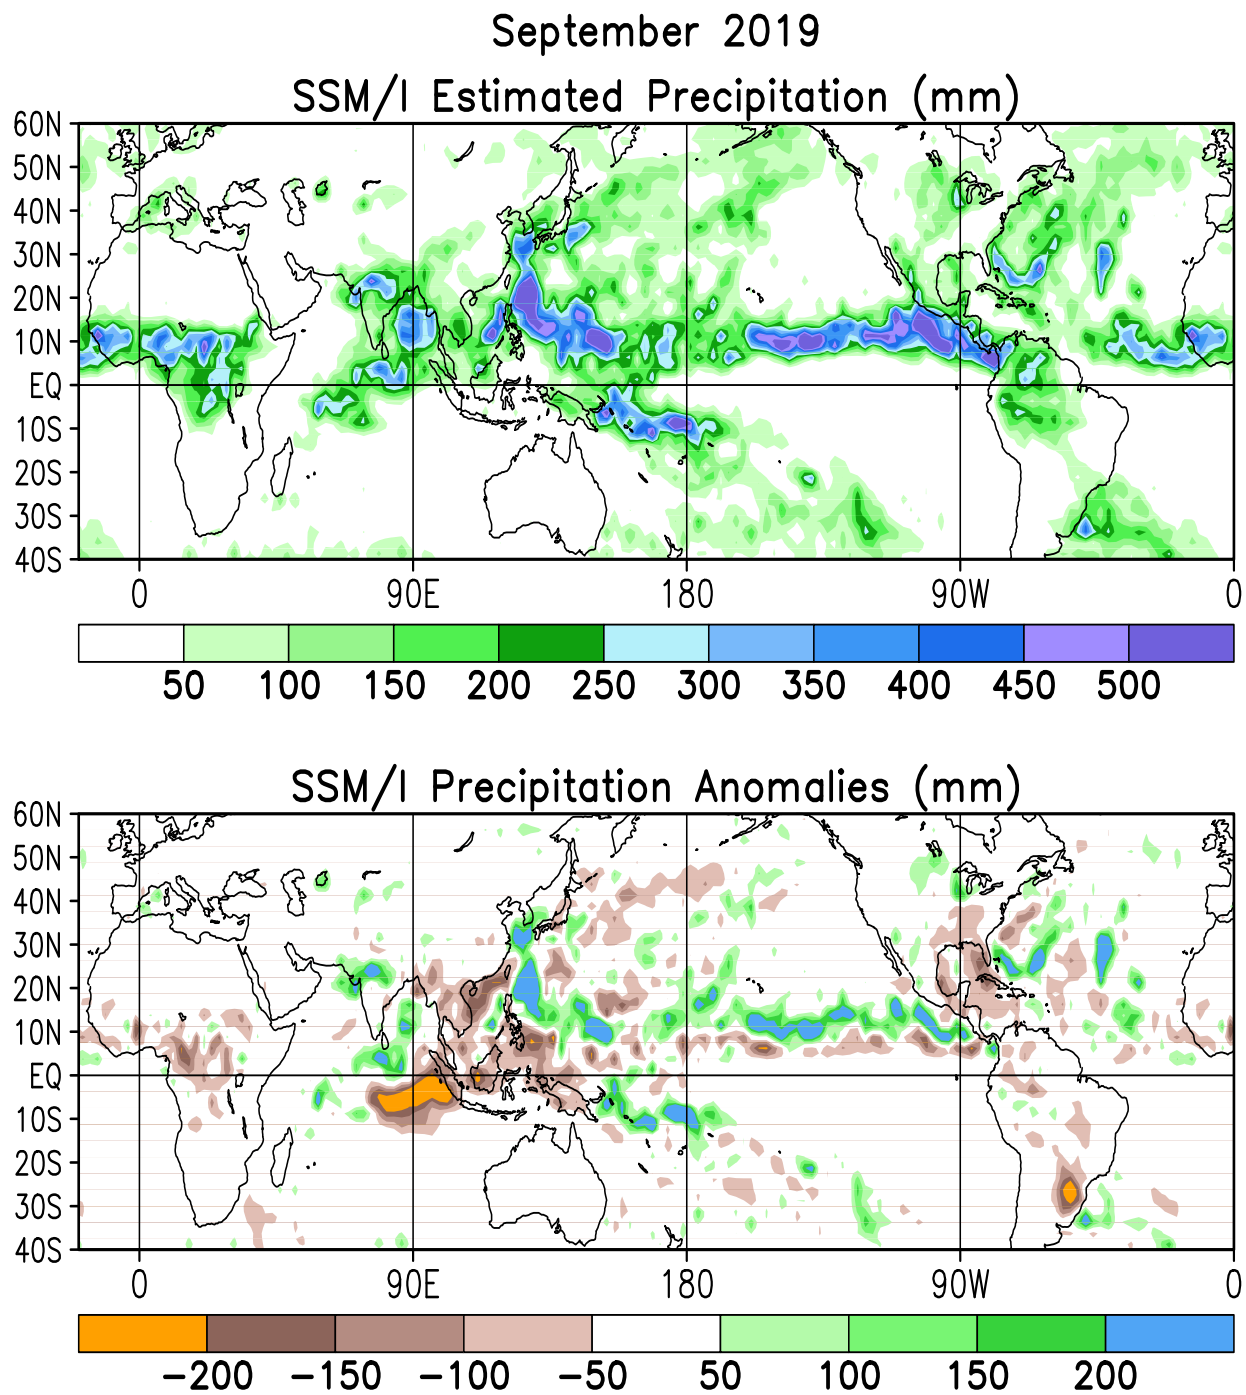 September 2019
SSM/I Estimated Precipitation (mm)
60N
50N
40N
30N
20N
10N
EQ
10S
20S
30S
40S
0 90E 180 90W 0
50 100 150 200 250 300 350 400 450 500
SSM/I Precipitation Anomalies (mm)
60N
50N
40N
30N
20N
10N
EQ
10S
20S
30S
40S
0 90E 180 90W 0
-200 -150 -100 -50 50 100 150 200